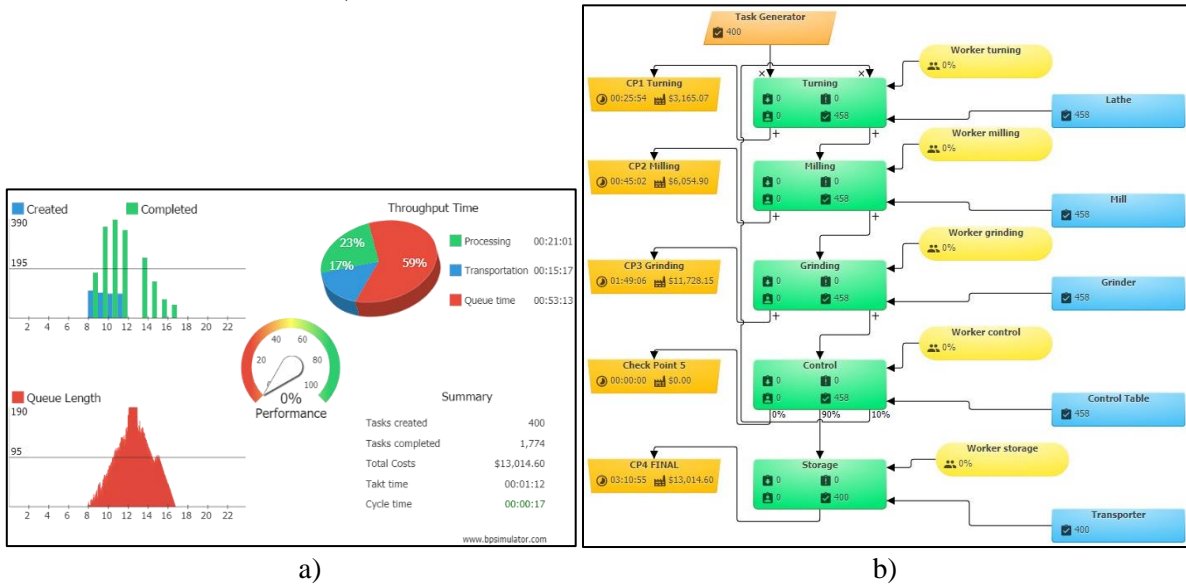 Created
Completed
390
195
2 4 6 8 10 12 14 16 18 20 22
Throughput Time
23%
17%
59%
Processing 00:21:01
Transportation 00:15:17
Queue time 00:53:13
0 20 40 60 80 100
0%
Performance
Queue Length
190
95
2 4 6 8 10 12 14 16 18 20 22
Summary
Tasks created 400
Tasks completed 1,774
Total Costs $13,014.60
Takt time 00:01:12
Cycle time 00:00:17
www.bpsimulator.com
a)
Task Generator
400
Worker turning
0%
CP1 Turning
00:25:54 $3,165.07
× ×
Turning
0 0
0 458
+ +
Lathe
458
Worker milling
0%
CP2 Milling
00:45:02 $6,054.90
Milling
0 0
0 458
+ +
Mill
458
Worker grinding
0%
CP3 Grinding
01:49:06 $11,728.15
Grinding
0 0
0 458
+ +
Grinder
458
Worker control
0%
Check Point 5
00:00:00 $0.00
Control
0 0
0 458
0% 90% 10%
Control Table
458
Worker storage
0%
CP4 FINAL
03:10:55 $13,014.60
Storage
0 0
0 400
Transporter
400
b)